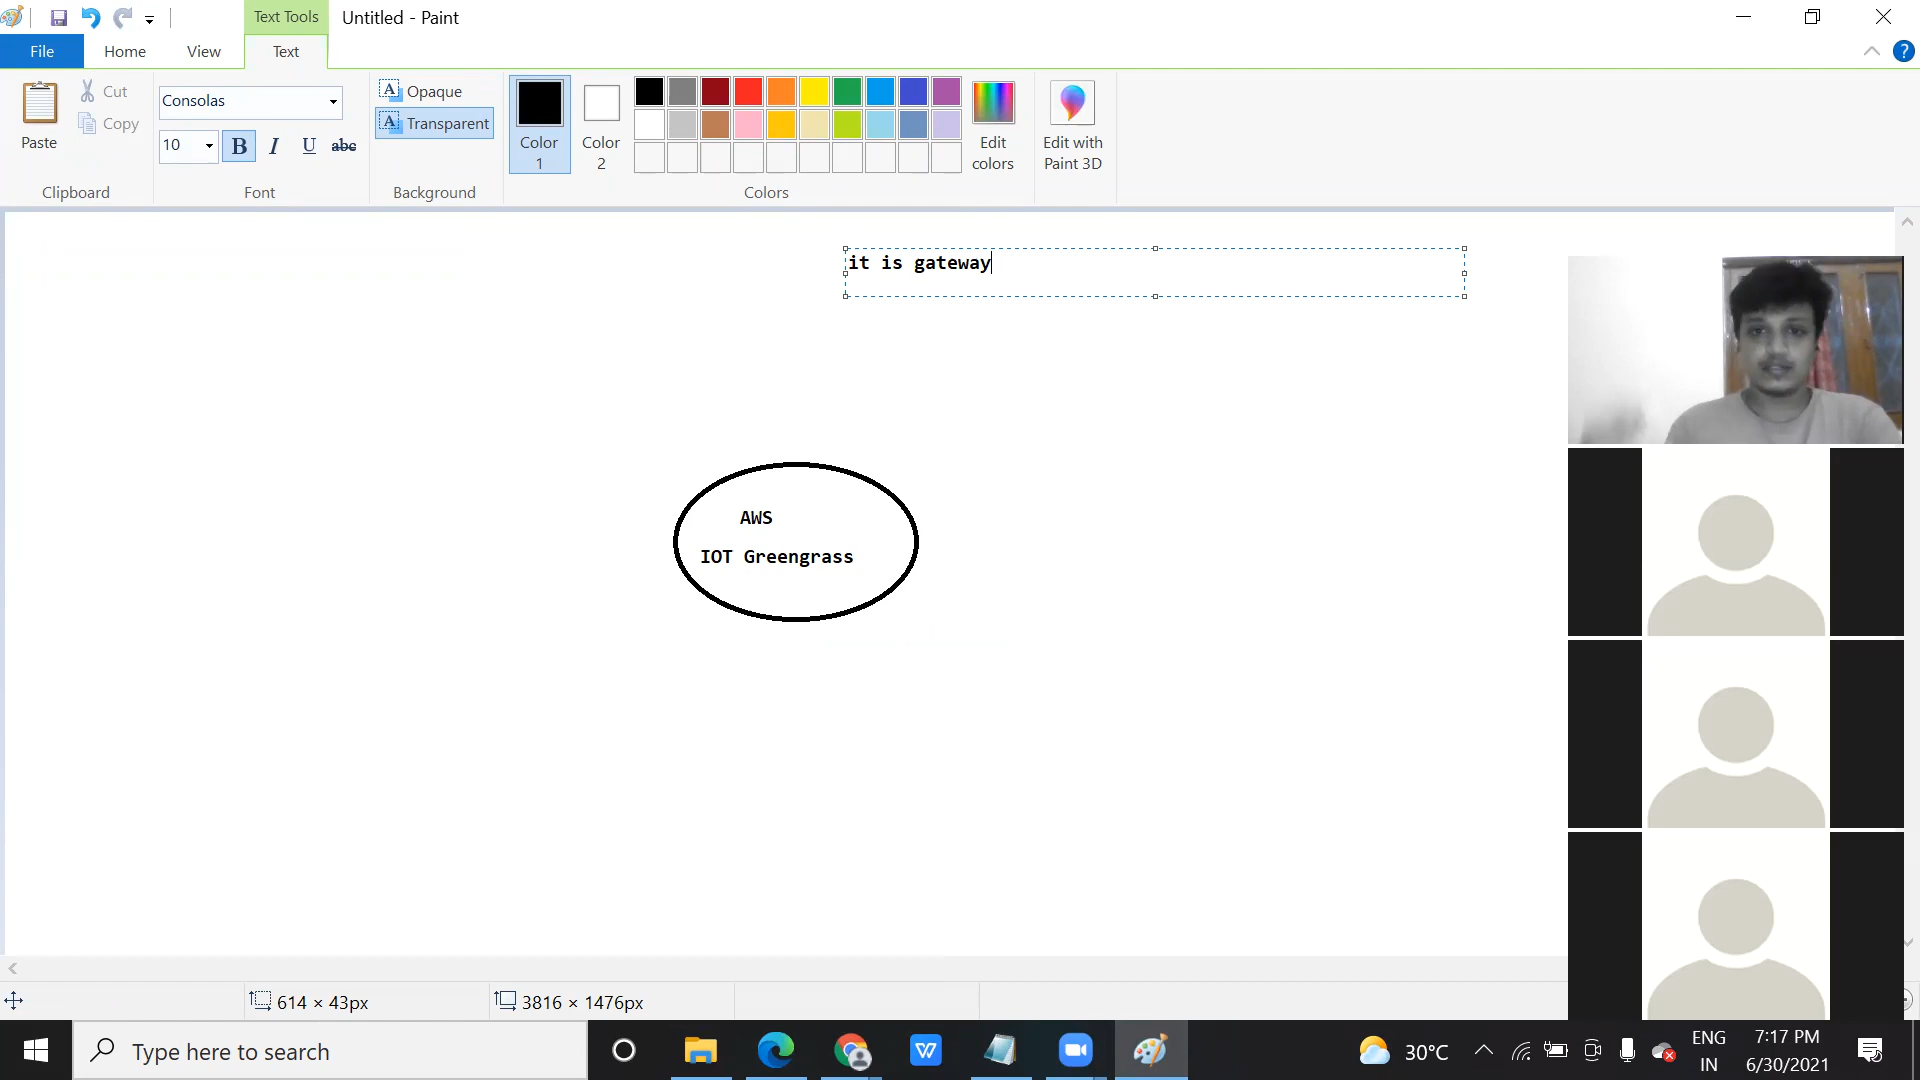 Text Tools
Untitled - Paint
File
Home
View
Text
Paste
Cut
Copy
Clipboard
Consolas
10
B
I
U
abc
Font
A Opaque
A Transparent
Background
Color
1
Color
2
Colors
Edit
colors
Edit with
Paint 3D
?
it is gateway
AWS
IOT Greengrass
614 × 43px
3816 × 1476px
Type here to search
W
30°C
ENG
IN
7:17 PM
6/30/2021